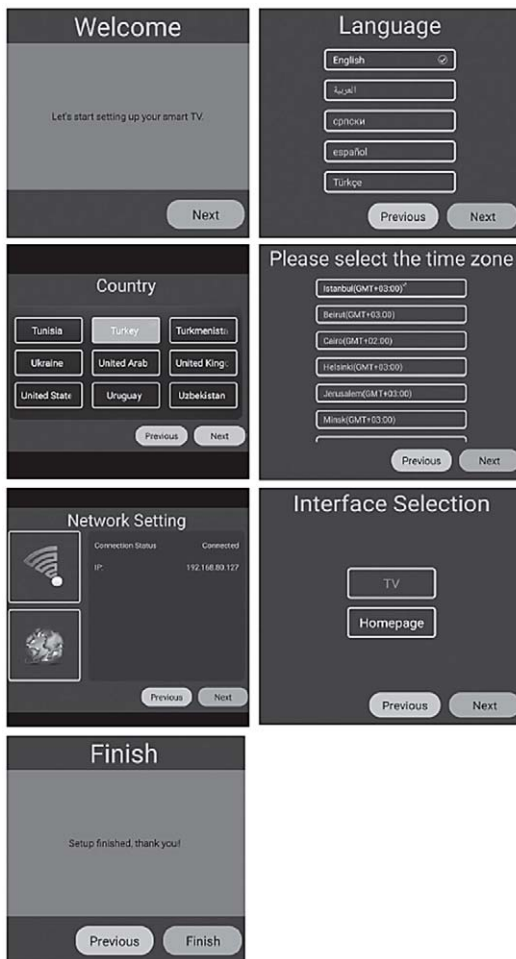 Welcome
Let's start setting up your smart TV.
Next
Language
English
العربية
српски
español
Türkçe
Previous Next
Country
Tunisia Turkey Turkmenista
Ukraine United Arab United King
United State Uruguay Uzbekistan
Previous Next
Please select the time zone
Istanbul(GMT+03:00)
Beirut(GMT+03:00)
Cairo(GMT+02:00)
Helsinki(GMT+03:00)
Jerusalem(GMT+03:00)
Minsk(GMT+03:00)
Previous Next
Network Setting
Connection Status Connected
IP: 192.168.80.127
Previous Next
Interface Selection
TV
Homepage
Previous Next
Finish
Setup finished, thank you!
Previous Finish